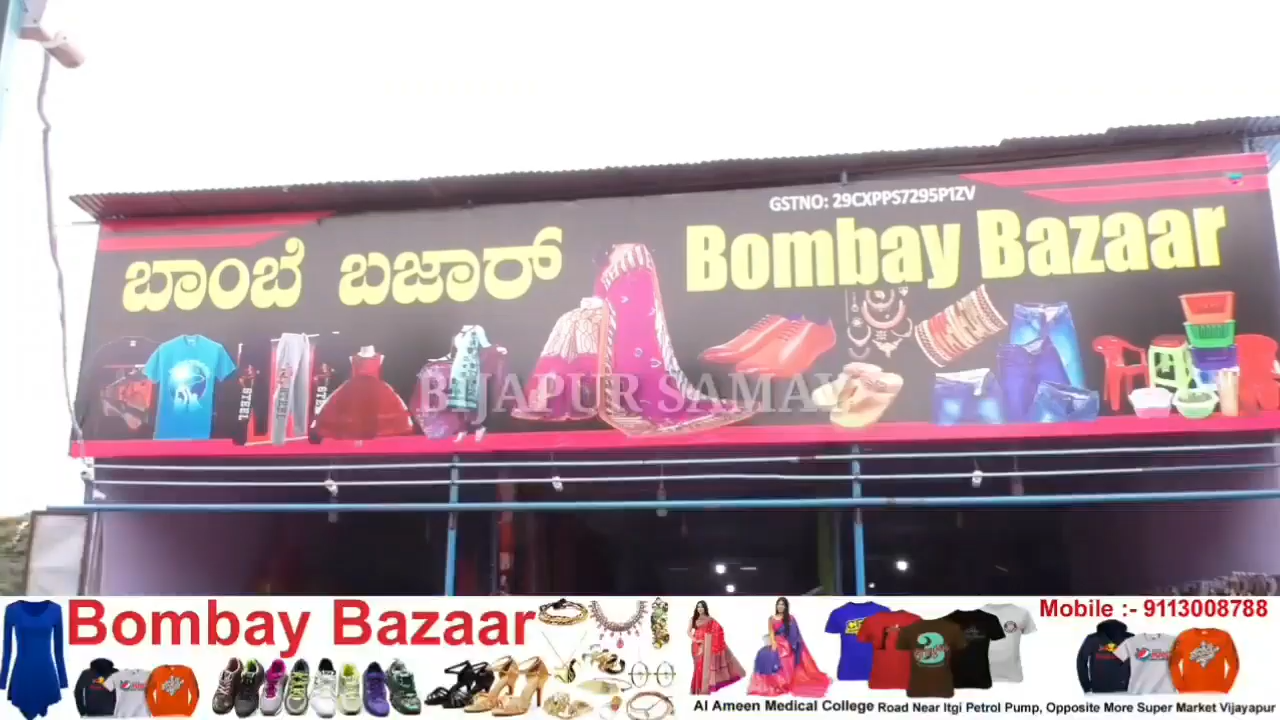 GSTNO: 29CXPPS7295P1ZV
ಬಾಂಬೆ ಬಜಾರ್ Bombay Bazaar
STEEL
BIJAPUR SAMAY
Bombay Bazaar
Mobile :- 9113008788
Al Ameen Medical College Road Near Itgi Petrol Pump, Opposite More Super Market Vijayapur